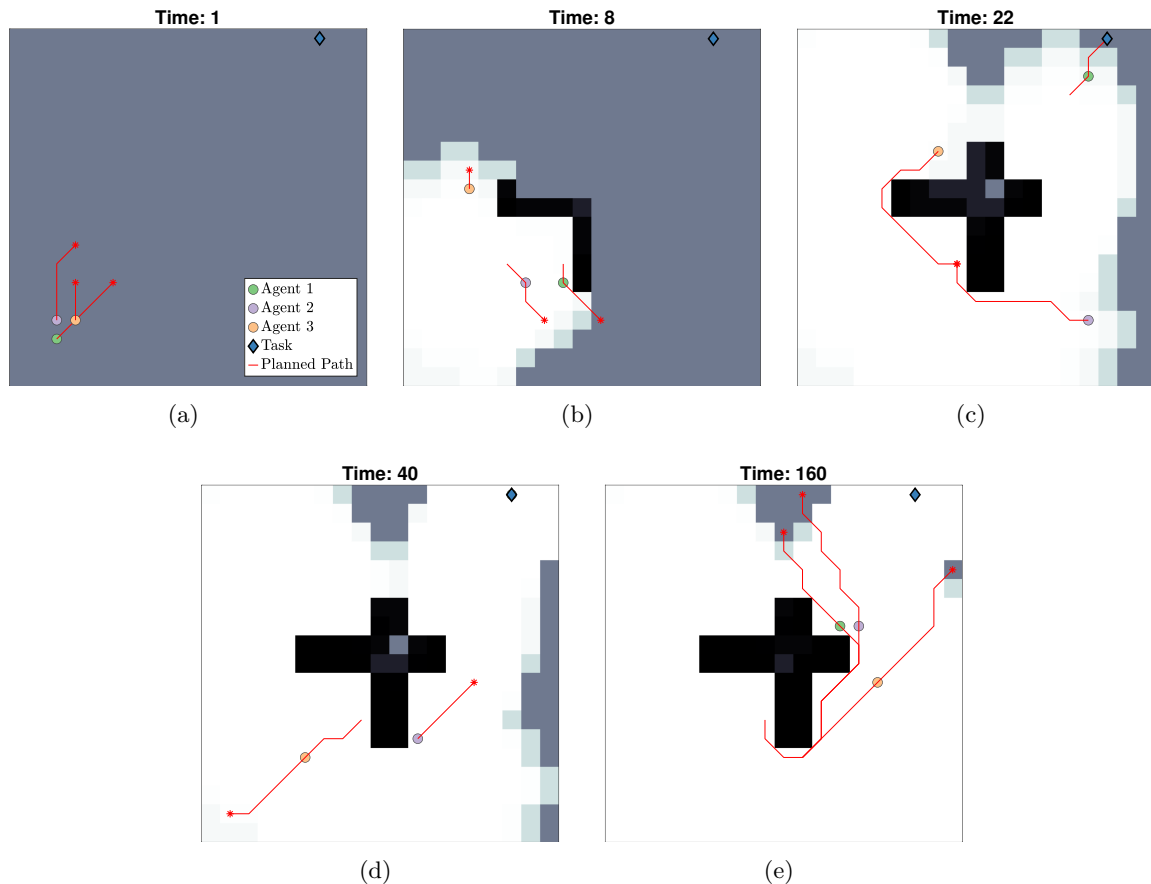 Time: 1
Time: 8
Time: 22
Agent 1
Agent 2
Agent 3
Task
Planned Path
(a)
(b)
(c)
Time: 40
Time: 160
(d)
(e)